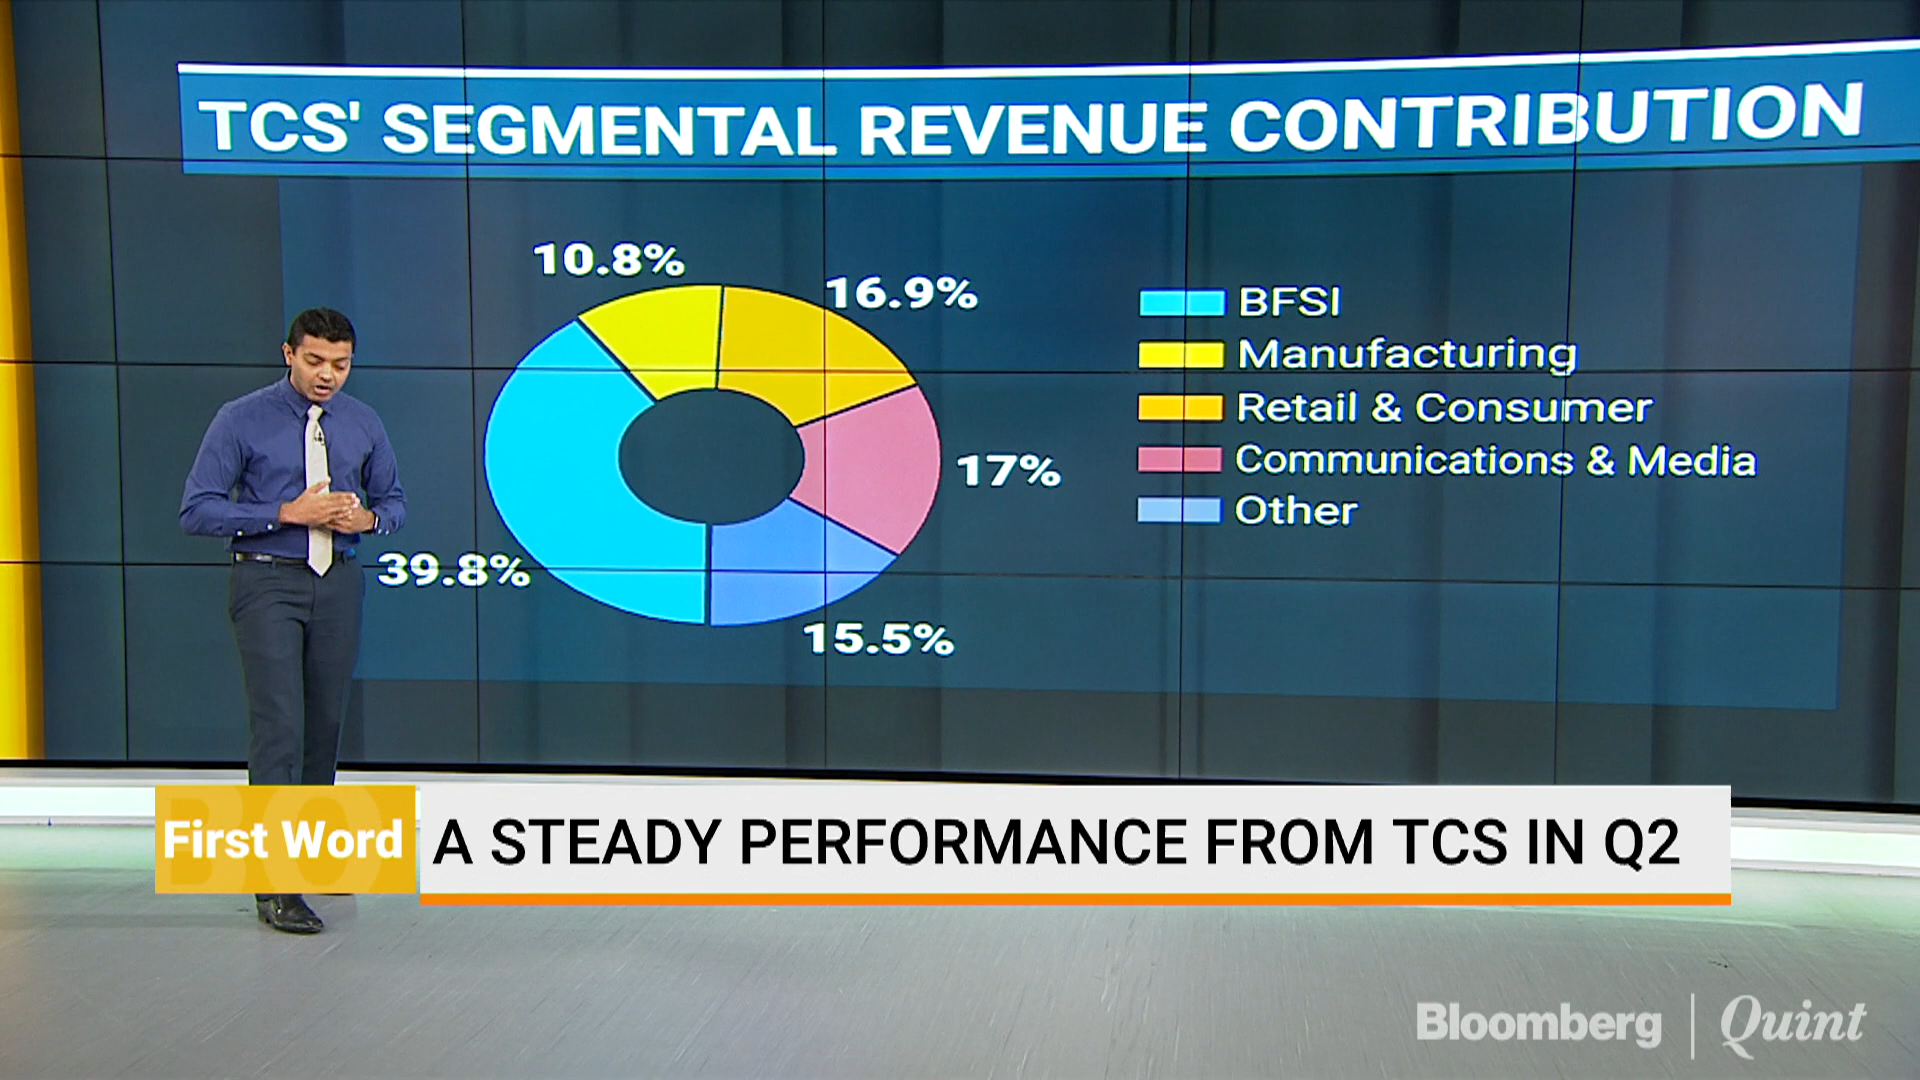 TCS' SEGMENTAL REVENUE CONTRIBUTION
10.8%
16.9%
39.8%
17%
15.5%
BFSI
Manufacturing
Retail & Consumer
Communications & Media
Other
First Word
A STEADY PERFORMANCE FROM TCS IN Q2
Bloomberg | Quint